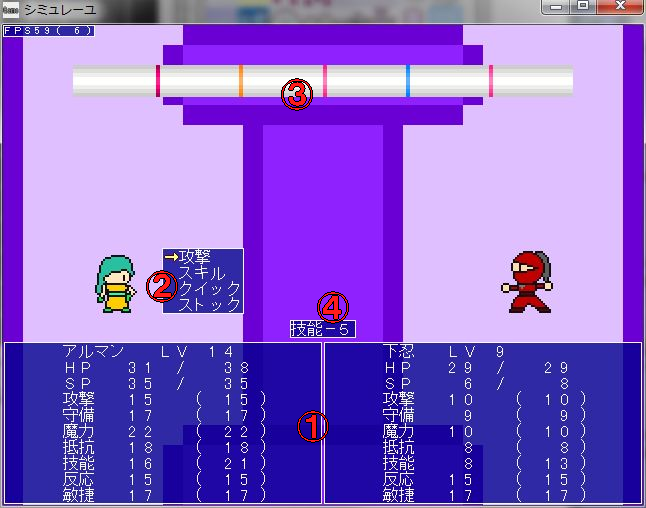 シミュレーユ
FPS59( 6)
③
→攻撃
スキル
②クイック
ストック
④
技能-5
アルマン LV 14
HP 31 / 38
SP 35 / 35
攻撃 15 ( 15)
守備 17 ( 17)
魔力 22 ( 22)
抵抗 18 ( 18)
技能 16 ( 21)
反応 15 ( 15)
敏捷 17 ( 17)
①
下忍 LV 9
HP 29 / 29
SP 6 / 8
攻撃 10 ( 10)
守備 9 ( 9)
魔力 10 ( 10)
抵抗 8 ( 8)
技能 8 ( 13)
反応 15 ( 15)
敏捷 17 ( 17)